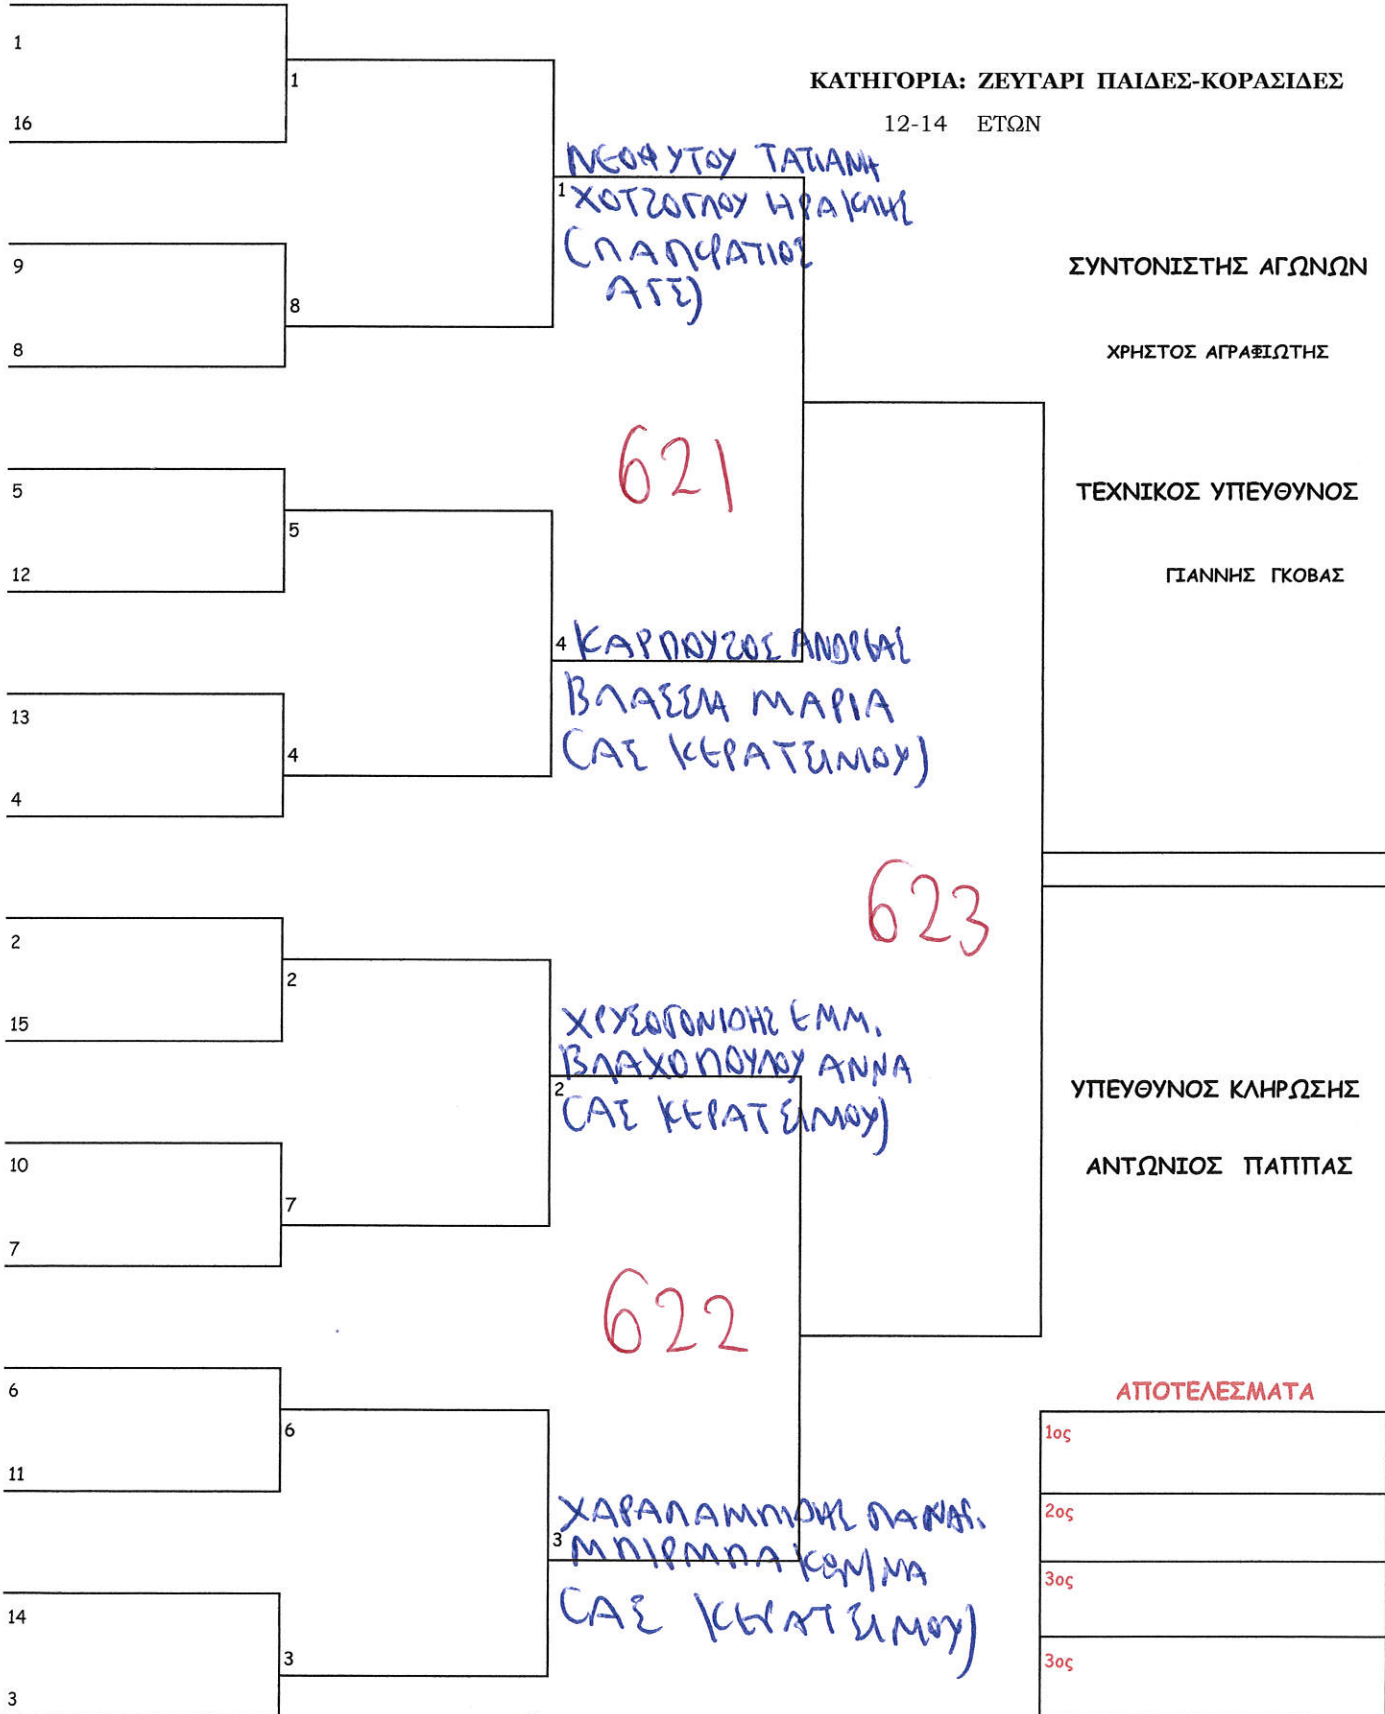 1
1
ΚΑΤΗΓΟΡΙΑ: ΖΕΥΓΑΡΙ ΠΑΙΔΕΣ-ΚΟΡΑΣΙΔΕΣ
12-14 ΕΤΩΝ
16
ΝΕΟΦΥΤΟΥ ΤΑΤΙΑΝΑ
1 ΧΟΤΖΟΓΛΟΥ ΗΡΑΚΛΗΣ
(ΠΑΓΚΡΑΤΙΟΣ
ΑΓΣ)
9
8
8
ΣΥΝΤΟΝΙΣΤΗΣ ΑΓΩΝΩΝ
ΧΡΗΣΤΟΣ ΑΓΡΑΦΙΩΤΗΣ
621
5
5
12
ΤΕΧΝΙΚΟΣ ΥΠΕΥΘΥΝΟΣ
ΓΙΑΝΝΗΣ ΓΚΟΒΑΣ
4 ΚΑΡΠΟΥΖΟΣ ΑΝΔΡΕΑΣ
ΒΛΑΣΣΗ ΜΑΡΙΑ
(ΑΣ ΚΕΡΑΤΣΙΝΙΟΥ)
13
4
4
623
2
2
15
ΧΡΥΣΟΓΟΝΙΔΗΣ ΕΜΜ.
ΒΛΑΧΟΠΟΥΛΟΥ ΑΝΝΑ
2 (ΑΣ ΚΕΡΑΤΣΙΝΙΟΥ)
ΥΠΕΥΘΥΝΟΣ ΚΛΗΡΩΣΗΣ
ΑΝΤΩΝΙΟΣ ΠΑΠΠΑΣ
10
7
7
622
6
6
11
ΑΠΟΤΕΛΕΣΜΑΤΑ
1ος
2ος
3ος
3ος
ΧΑΡΑΛΑΜΠΙΔΗΣ ΠΑΝΑΓ.
3 ΜΠΙΡΜΠΑ ΚΩΝ/ΝΑ
(ΑΣ ΚΕΡΑΤΣΙΝΙΟΥ)
14
3
3